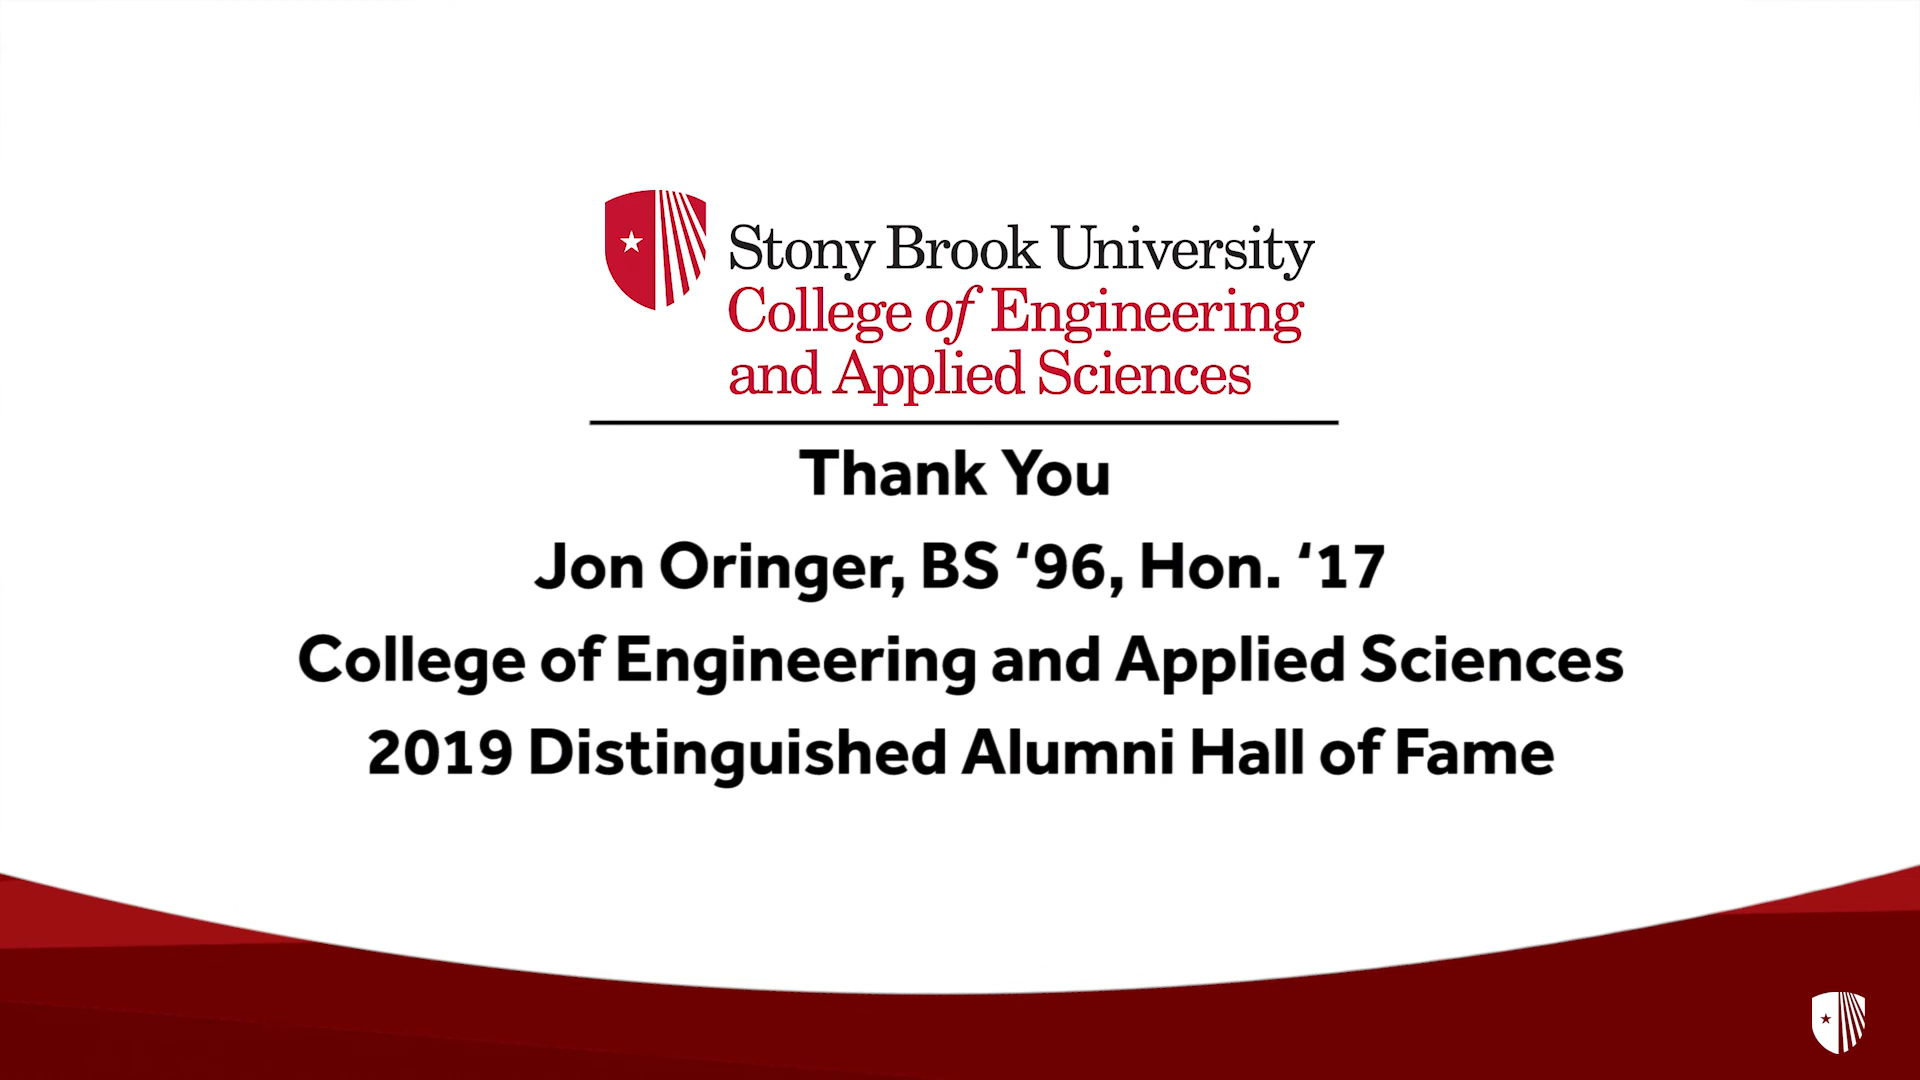 Stony Brook University
College of Engineering
and Applied Sciences
Thank You
Jon Oringer, BS ‘96, Hon. ‘17
College of Engineering and Applied Sciences
2019 Distinguished Alumni Hall of Fame